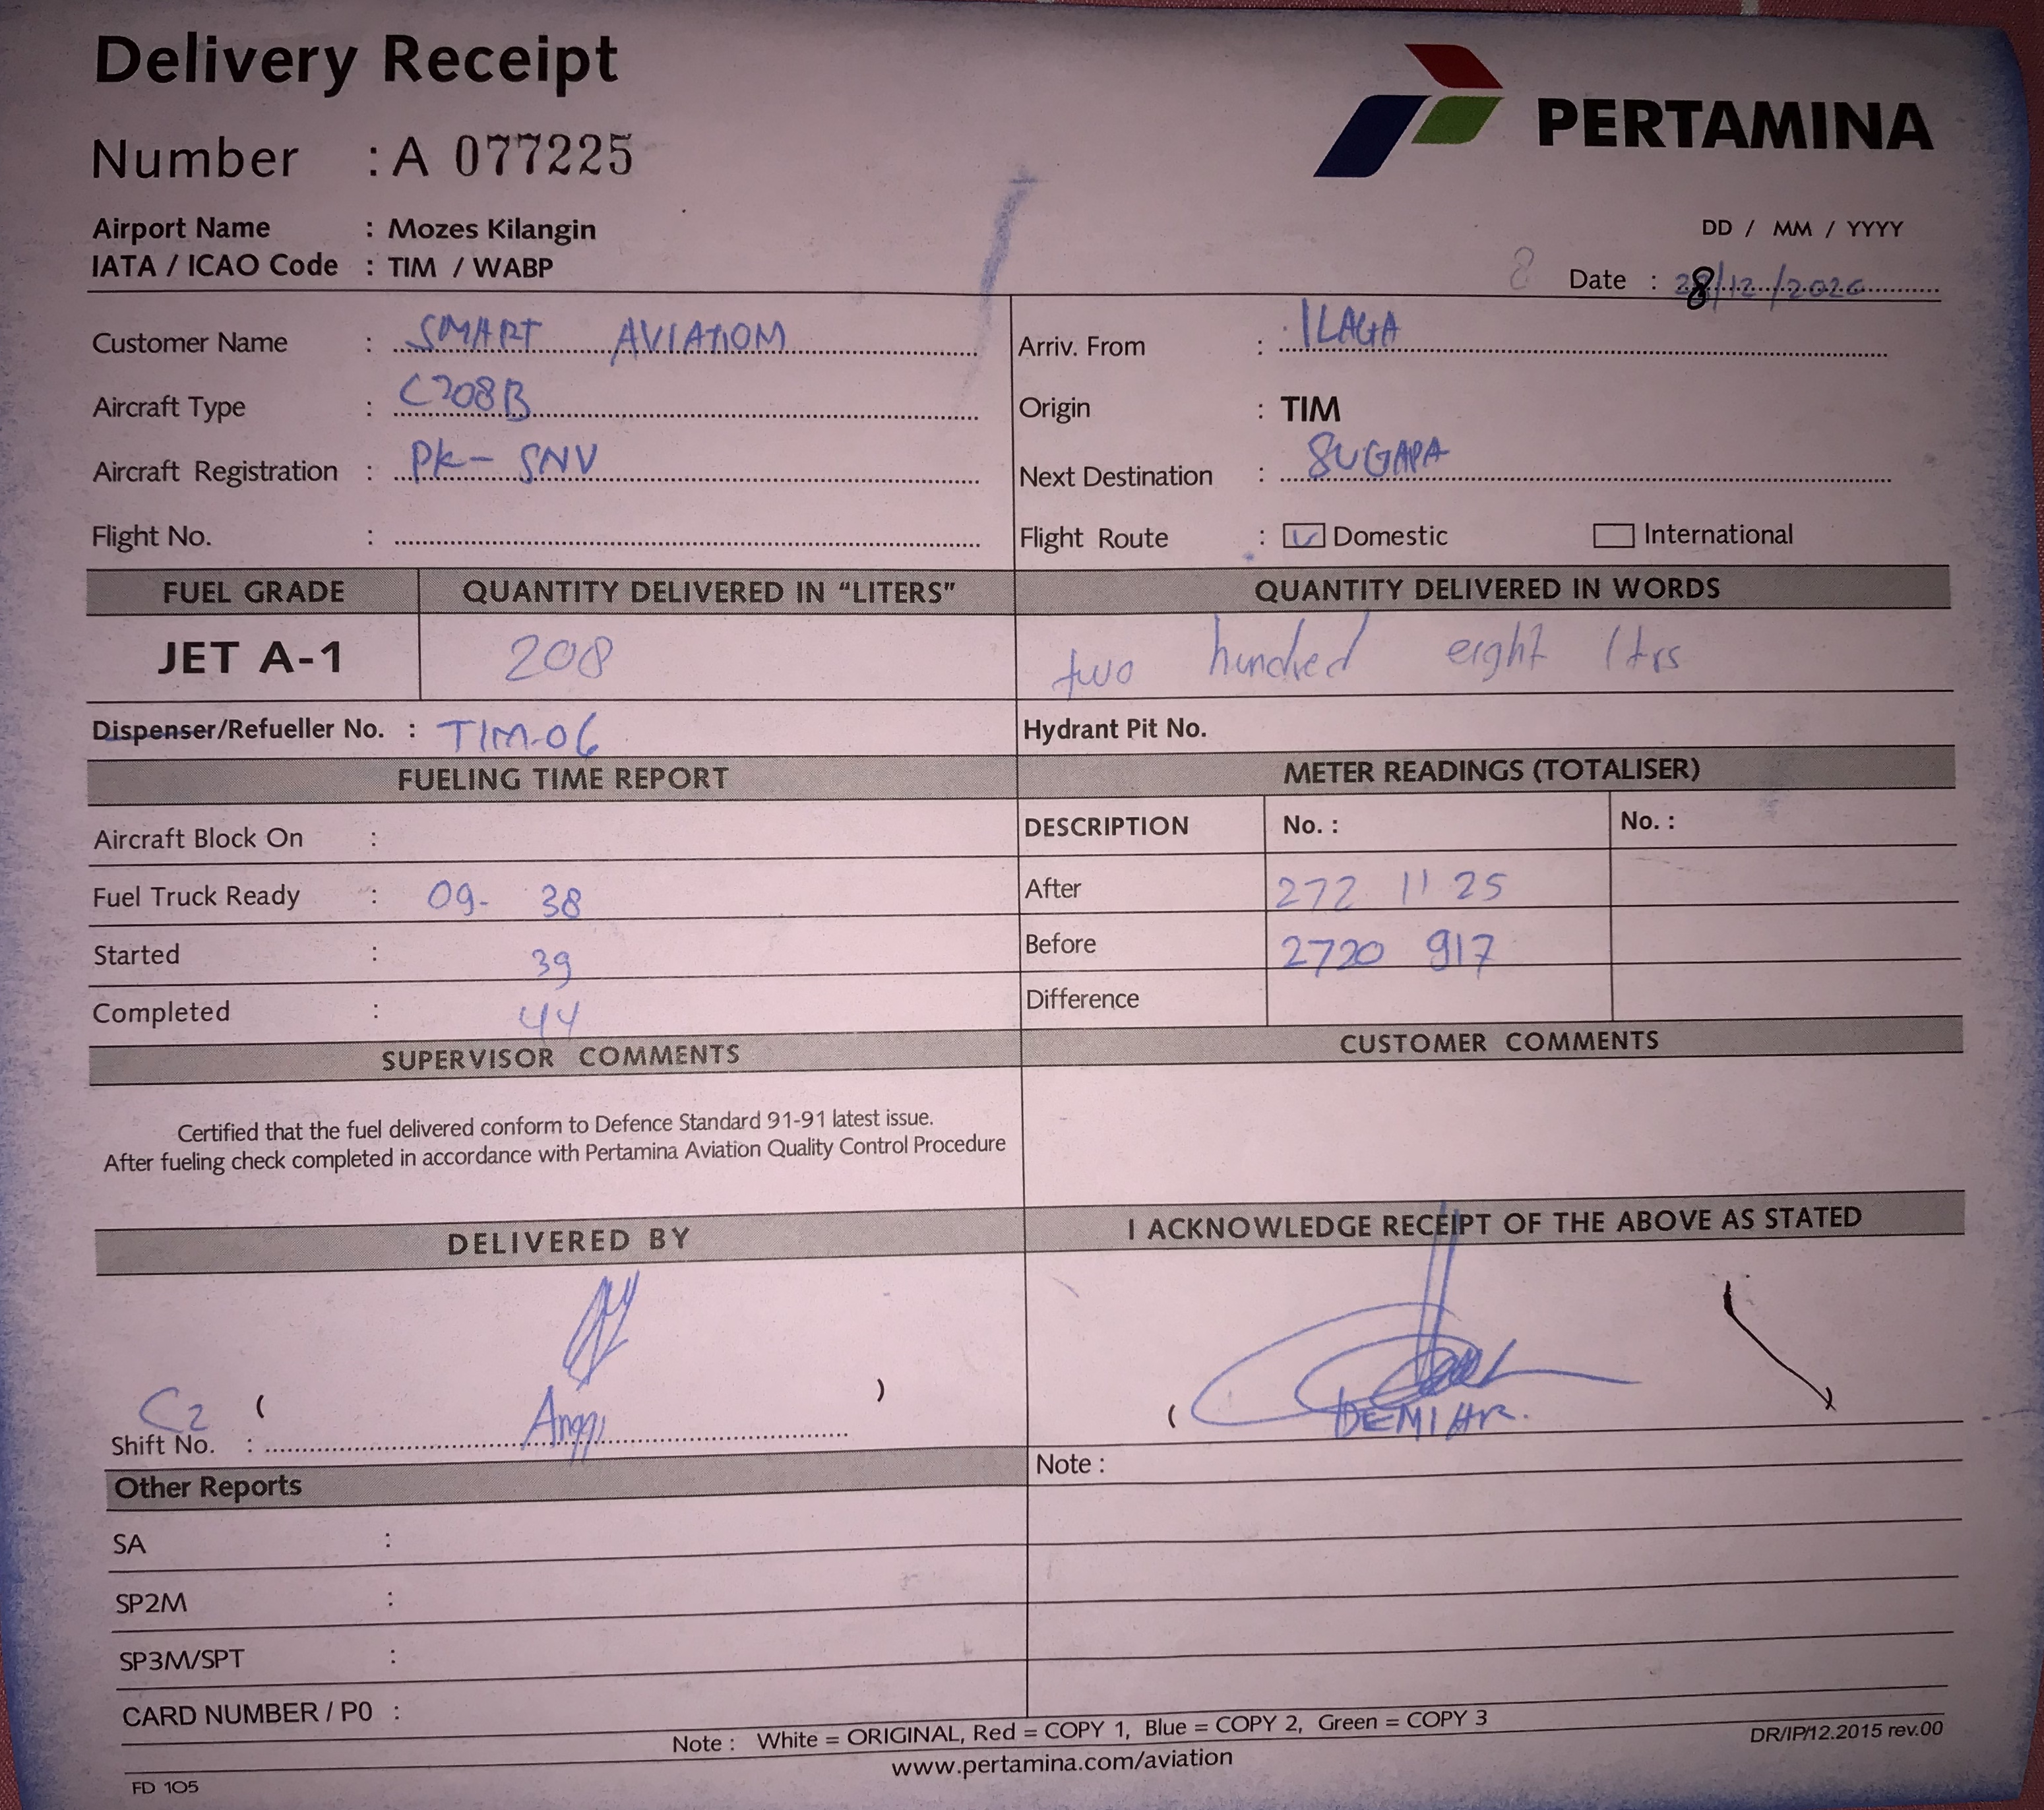 Delivery Receipt
PERTAMINA
Number : A 077225
Airport Name : Mozes Kilangin
IATA / ICAO Code : TIM / WABP
DD / MM / YYYY
8 Date : 28/12/2020
Customer Name : SMART AVIATION
Arriv. From : ILAGA
Aircraft Type : C208B
Origin : TIM
Aircraft Registration : PK- SNV
Next Destination : SUGAPA
Flight No. :
Flight Route : Domestic International
FUEL GRADE QUANTITY DELIVERED IN “LITERS” QUANTITY DELIVERED IN WORDS
JET A-1 208 two hundred eight ltrs
Dispenser/Refueller No. : TIM-06 Hydrant Pit No.
FUELING TIME REPORT METER READINGS (TOTALISER)
Aircraft Block On : DESCRIPTION No. : No. :
Fuel Truck Ready : 09- 38 After 272 11 25
Started : 39 Before 2720 917
Completed : 44 Difference
SUPERVISOR COMMENTS CUSTOMER COMMENTS
Certified that the fuel delivered conform to Defence Standard 91-91 latest issue.
After fueling check completed in accordance with Pertamina Aviation Quality Control Procedure
DELIVERED BY I ACKNOWLEDGE RECEIPT OF THE ABOVE AS STATED
C2 ( ) (
Shift No. : Anggi DEMI HR.
Other Reports Note :
SA :
SP2M :
SP3M/SPT :
CARD NUMBER / P0 :
Note : White = ORIGINAL, Red = COPY 1, Blue = COPY 2, Green = COPY 3
DR/IP/12.2015 rev.00
www.pertamina.com/aviation
FD 105